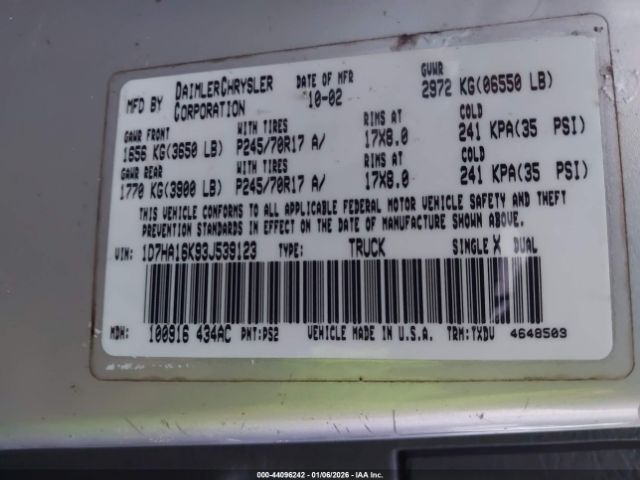 MFD BY DAIMLERCHRYSLER CORPORATION DATE OF MFR 10-02 GVWR 2972 KG(06550 LB)
GAWR FRONT WITH TIRES RIMS AT COLD
1656 KG(3650 LB) P245/70R17 A/ 17X8.0 241 KPA(35 PSI)
GAWR REAR WITH TIRES RIMS AT COLD
1770 KG(3900 LB) P245/70R17 A/ 17X8.0 241 KPA(35 PSI)
THIS VEHICLE CONFORMS TO ALL APPLICABLE FEDERAL MOTOR VEHICLE SAFETY AND THEFT
PREVENTION STANDARDS IN EFFECT ON THE DATE OF MANUFACTURE SHOWN ABOVE.
VIN: 1D7HA16K93J539123 TYPE: TRUCK SINGLE X DUAL
MDH: 100916 434AC PNT:PS2 VEHICLE MADE IN U.S.A. TRM:TXDV 4648503
000-44096242 - 01/06/2026 - IAA Inc.